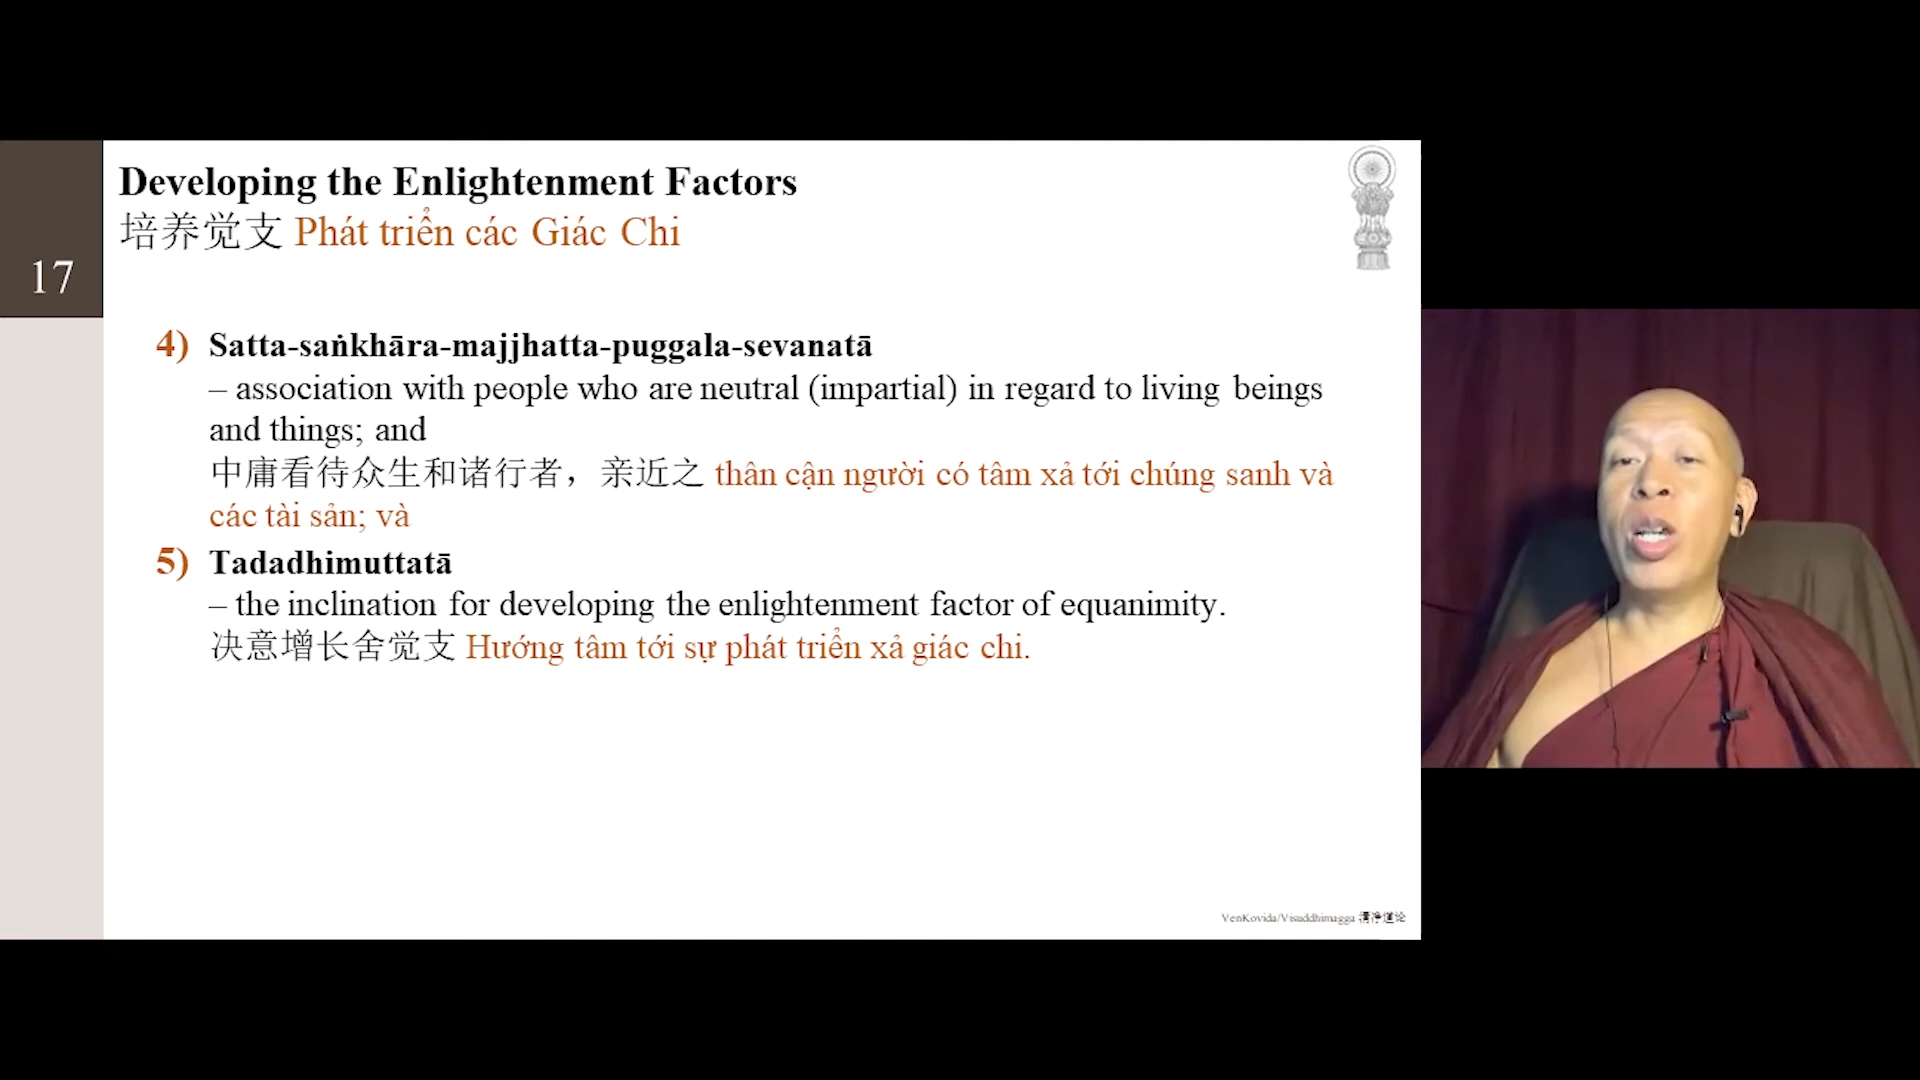 Developing the Enlightenment Factors
培养觉支 Phát triển các Giác Chi
17
4) Satta-saṅkhāra-majjhatta-puggala-sevanatā
– association with people who are neutral (impartial) in regard to living beings
and things; and
中庸看待众生和诸行者，亲近之 thân cận người có tâm xả tới chúng sanh và
các tài sản; và
5) Tadadhimuttatā
– the inclination for developing the enlightenment factor of equanimity.
决意增长舍觉支 Hướng tâm tới sự phát triển xả giác chi.
VenKovida/Visuddhimagga 清净道论